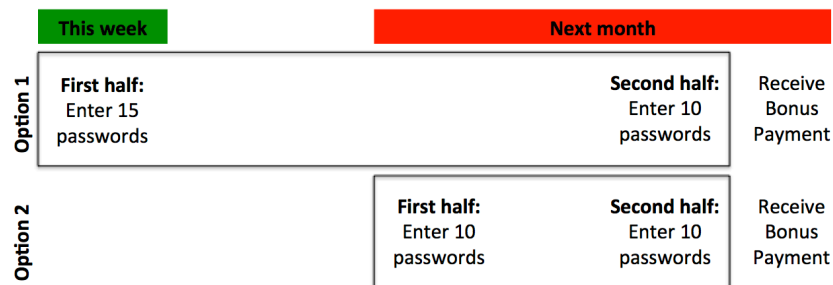 This week
Next month
Option 1
First half:
Enter 15
passwords
Second half:
Enter 10
passwords
Receive
Bonus
Payment
Option 2
First half:
Enter 10
passwords
Second half:
Enter 10
passwords
Receive
Bonus
Payment